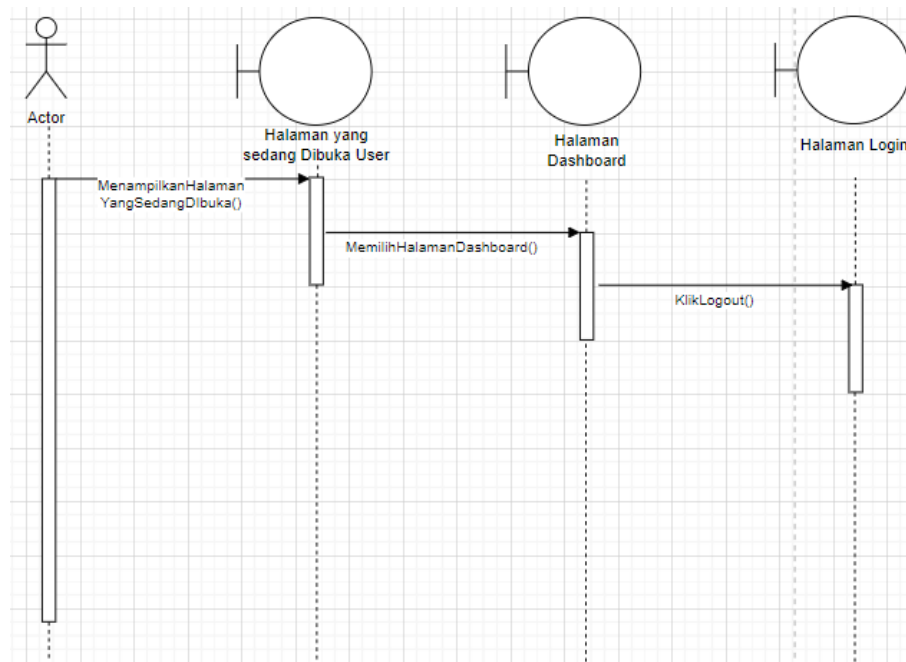 Actor
Halaman yang
sedang Dibuka User
Halaman
Dashboard
Halaman Login
MenampilkanHalaman
YangSedangDIbuka()
MemilihHalamanDashboard()
KlikLogout()